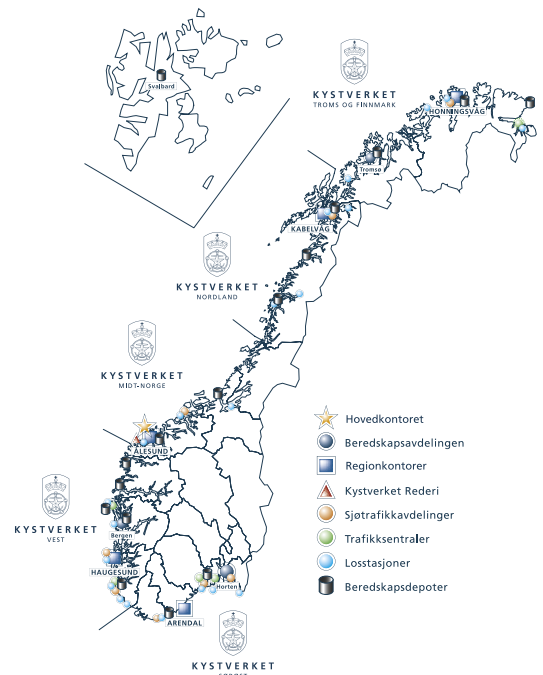 Svalbard
KYSTVERKET
TROMS OG FINNMARK
HONNINGSVÅG
Tromsø
KABELVÅG
KYSTVERKET
NORDLAND
KYSTVERKET
MIDT-NORGE
Hovedkontoret
Beredskapsavdelingen
Regionkontorer
Kystverket Rederi
Sjøtrafikkavdelinger
Trafikksentraler
Losstasjoner
Beredskapsdepoter
ÅLESUND
KYSTVERKET
VEST
Bergen
HAUGESUND
Horten
ARENDAL
KYSTVERKET